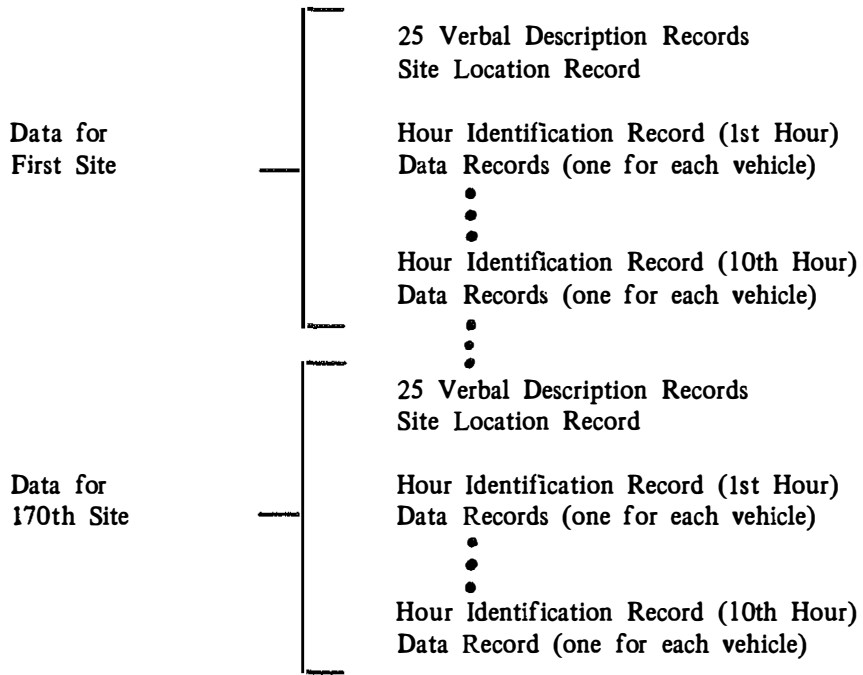 25 Verbal Description Records
Site Location Record
Data for
First Site
Hour Identification Record (1st Hour)
Data Records (one for each vehicle)
Hour Identification Record (10th Hour)
Data Records (one for each vehicle)
25 Verbal Description Records
Site Location Record
Data for
170th Site
Hour Identification Record (1st Hour)
Data Records (one for each vehicle)
Hour Identification Record (10th Hour)
Data Record (one for each vehicle)